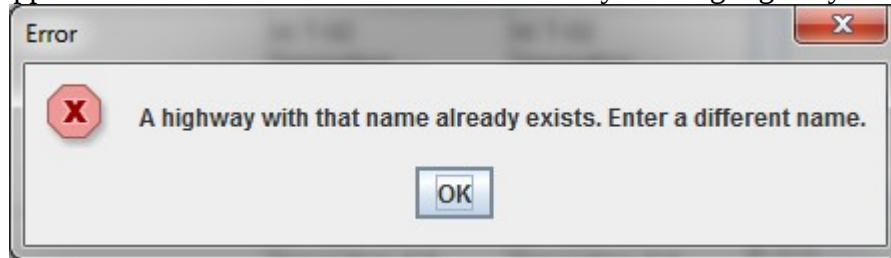 Error
A highway with that name already exists. Enter a different name.
OK